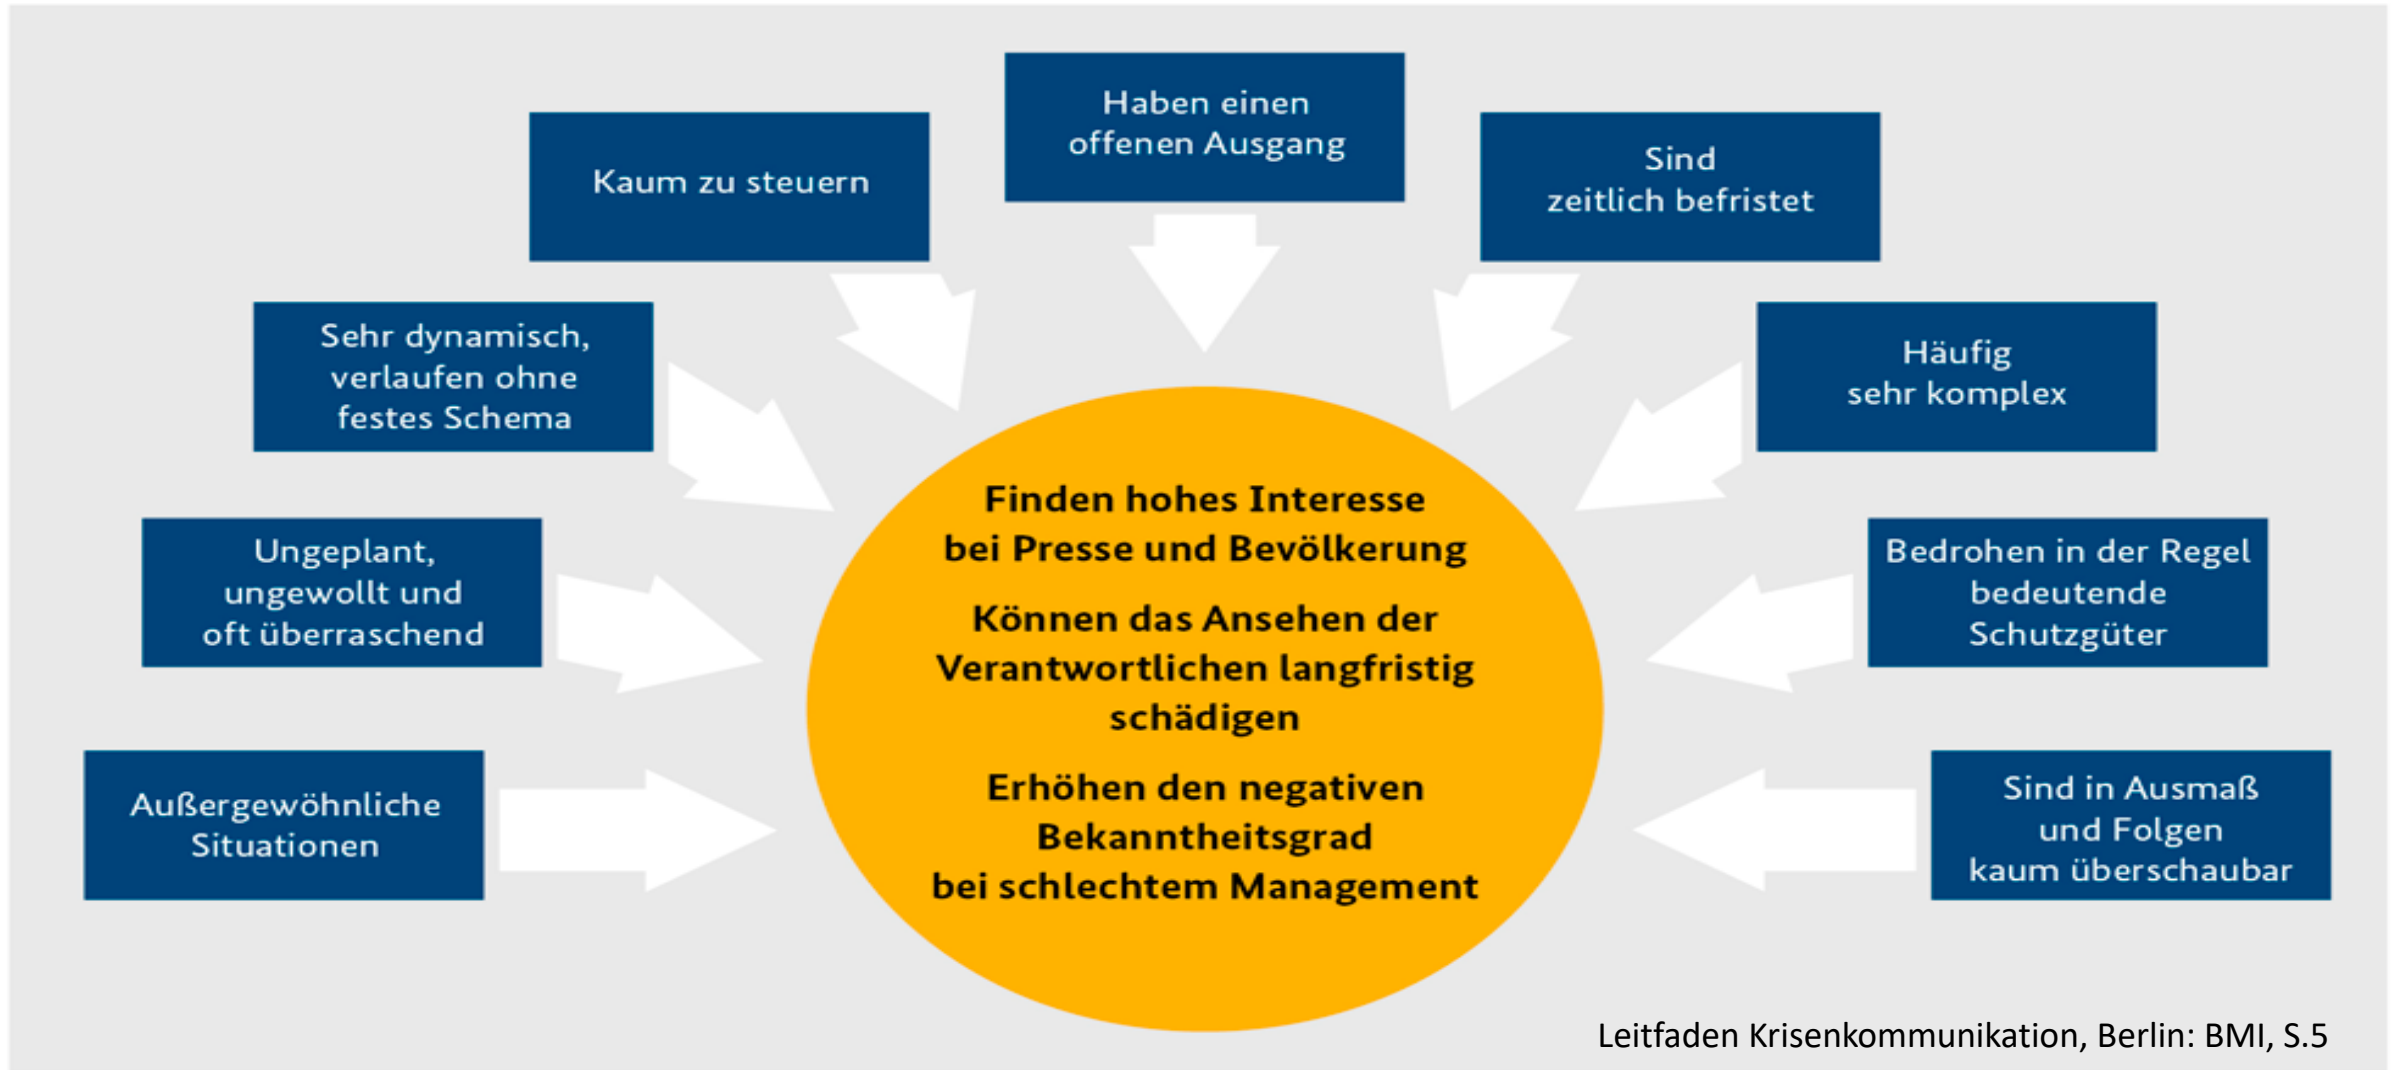 Haben einen
offenen Ausgang
Kaum zu steuern
Sind
zeitlich befristet
Sehr dynamisch,
verlaufen ohne
festes Schema
Häufig
sehr komplex
Ungeplant,
ungewollt und
oft überraschend
Bedrohen in der Regel
bedeutende
Schutzgüter
Außergewöhnliche
Situationen
Sind in Ausmaß
und Folgen
kaum überschaubar
Finden hohes Interesse
bei Presse und Bevölkerung
Können das Ansehen der
Verantwortlichen langfristig
schädigen
Erhöhen den negativen
Bekanntheitsgrad
bei schlechtem Management
Leitfaden Krisenkommunikation, Berlin: BMI, S.5